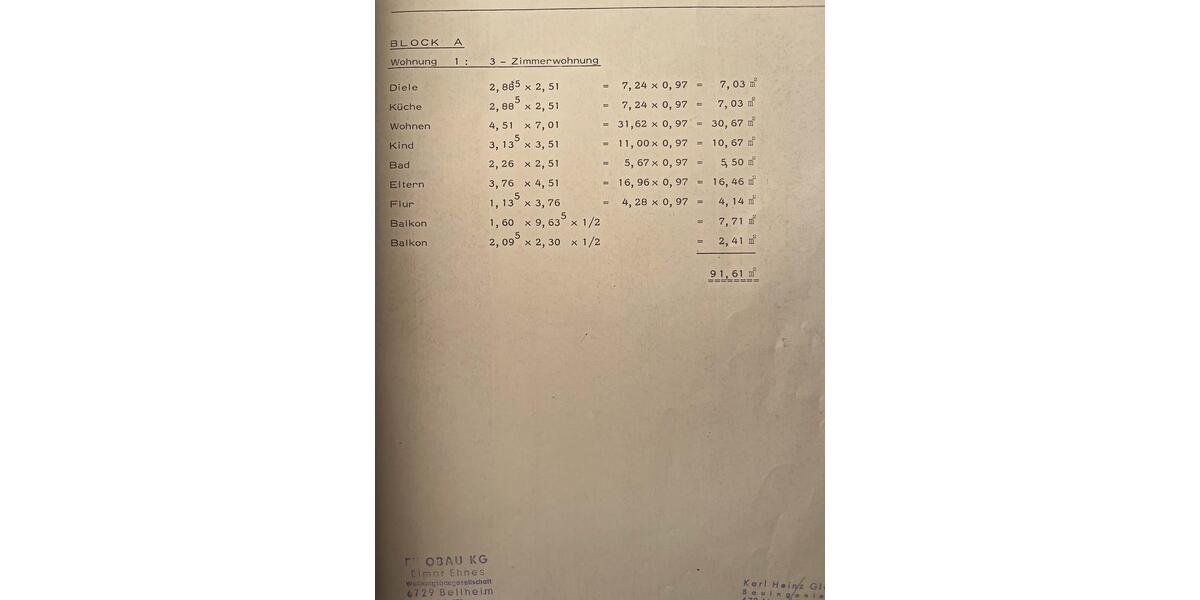 BLOCK A
Wohnung 1 : 3 - Zimmerwohnung
Diele 2,88⁵ × 2,51 = 7,24 × 0,97 = 7,03 m²
Küche 2,88⁵ × 2,51 = 7,24 × 0,97 = 7,03 m²
Wohnen 4,51 × 7,01 = 31,62 × 0,97 = 30,67 m²
Kind 3,13⁵ × 3,51 = 11,00 × 0,97 = 10,67 m²
Bad 2,26 × 2,51 = 5,67 × 0,97 = 5,50 m²
Eltern 3,76 × 4,51 = 16,96 × 0,97 = 16,46 m²
Flur 1,13⁵ × 3,76 = 4,28 × 0,97 = 4,14 m²
Balkon 1,60 × 9,63⁵ × 1/2 = 7,71 m²
Balkon 2,09⁵ × 2,30 × 1/2 = 2,41 m²
91,61 m²
OBAU KG
Elmar Ehnes
Wohnungsbaugesellschaft
6729 Bellheim
Karl Heinz